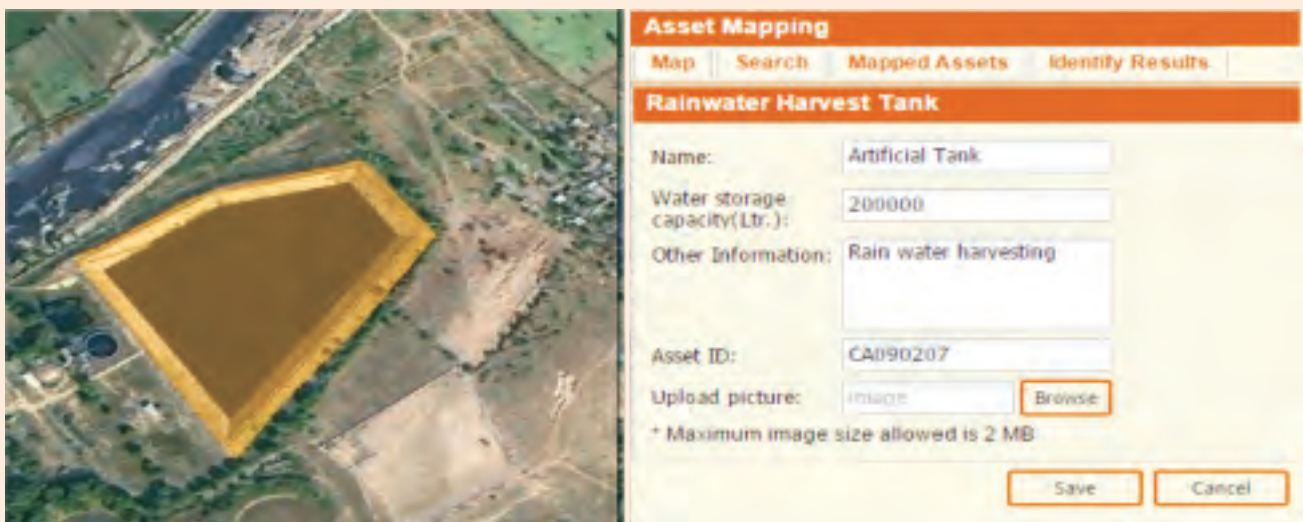 Asset Mapping
Map Search Mapped Assets Identify Results
Rainwater Harvest Tank
Name: Artificial Tank
Water storage
capacity(Ltr.): 200000
Other Information: Rain water harvesting
Asset ID: CA090207
Upload picture: image Browse
* Maximum image size allowed is 2 MB
Save Cancel